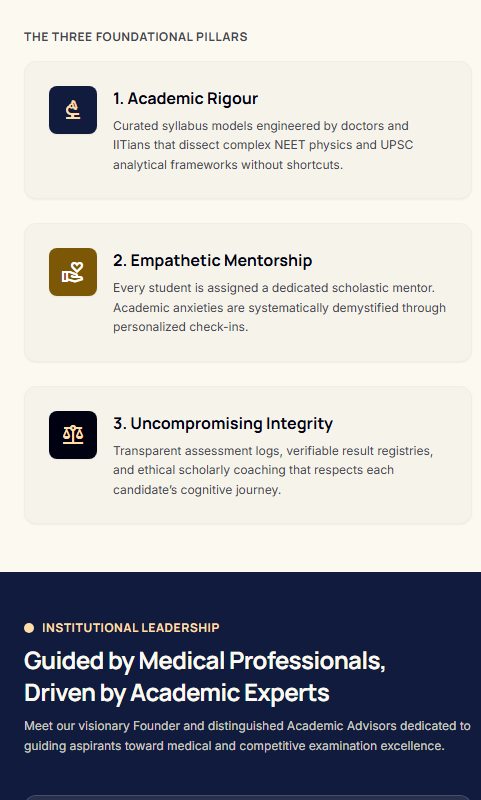 THE THREE FOUNDATIONAL PILLARS
1. Academic Rigour
Curated syllabus models engineered by doctors and
IITians that dissect complex NEET physics and UPSC
analytical frameworks without shortcuts.
2. Empathetic Mentorship
Every student is assigned a dedicated scholastic mentor.
Academic anxieties are systematically demystified through
personalized check-ins.
3. Uncompromising Integrity
Transparent assessment logs, verifiable result registries,
and ethical scholarly coaching that respects each
candidate’s cognitive journey.
INSTITUTIONAL LEADERSHIP
Guided by Medical Professionals,
Driven by Academic Experts
Meet our visionary Founder and distinguished Academic Advisors dedicated to
guiding aspirants toward medical and competitive examination excellence.